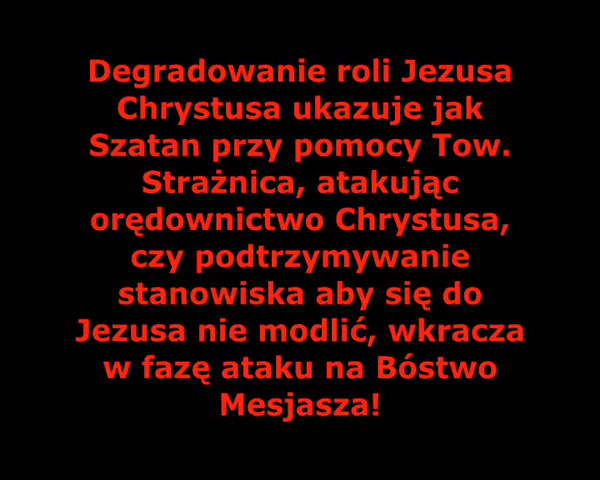 Degradowanie roli Jezusa
Chrystusa ukazuje jak
Szatan przy pomocy Tow.
Strażnica, atakując
orędownictwo Chrystusa,
czy podtrzymywanie
stanowiska aby się do
Jezusa nie modlić, wkracza
w fazę ataku na Bóstwo
Mesjasza!